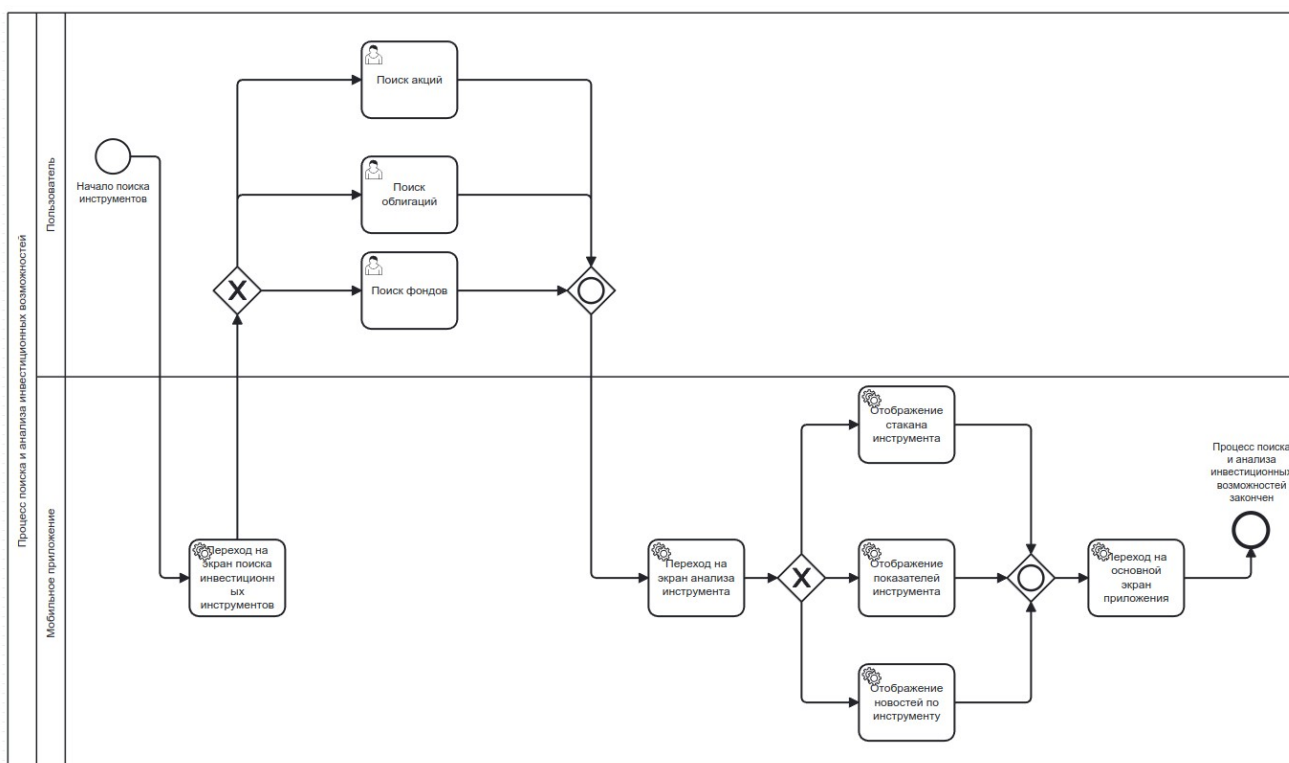 Процесс поиска и анализа инвестиционных возможностей
Пользователь
Начало поиска
инструментов
Поиск акций
Поиск
облигаций
Поиск фондов
Мобильное приложение
Переход на
экран поиска
инвестиционн
ых
инструментов
Переход на
экран анализа
инструмента
Отображение
стакана
инструмента
Отображение
показателей
инструмента
Отображение
новостей по
инструменту
Переход на
основной
экран
приложения
Процесс поиска
и анализа
инвестиционных
возможностей
закончен